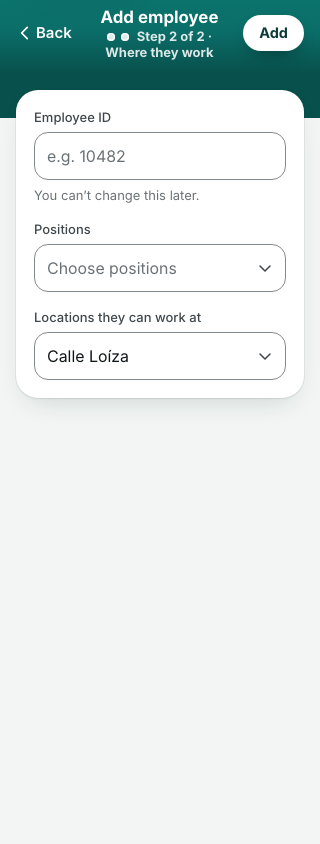 Back
Add employee
Step 2 of 2 ·
Where they work
Add
Employee ID
e.g. 10482
You can’t change this later.
Positions
Choose positions
Locations they can work at
Calle Loíza